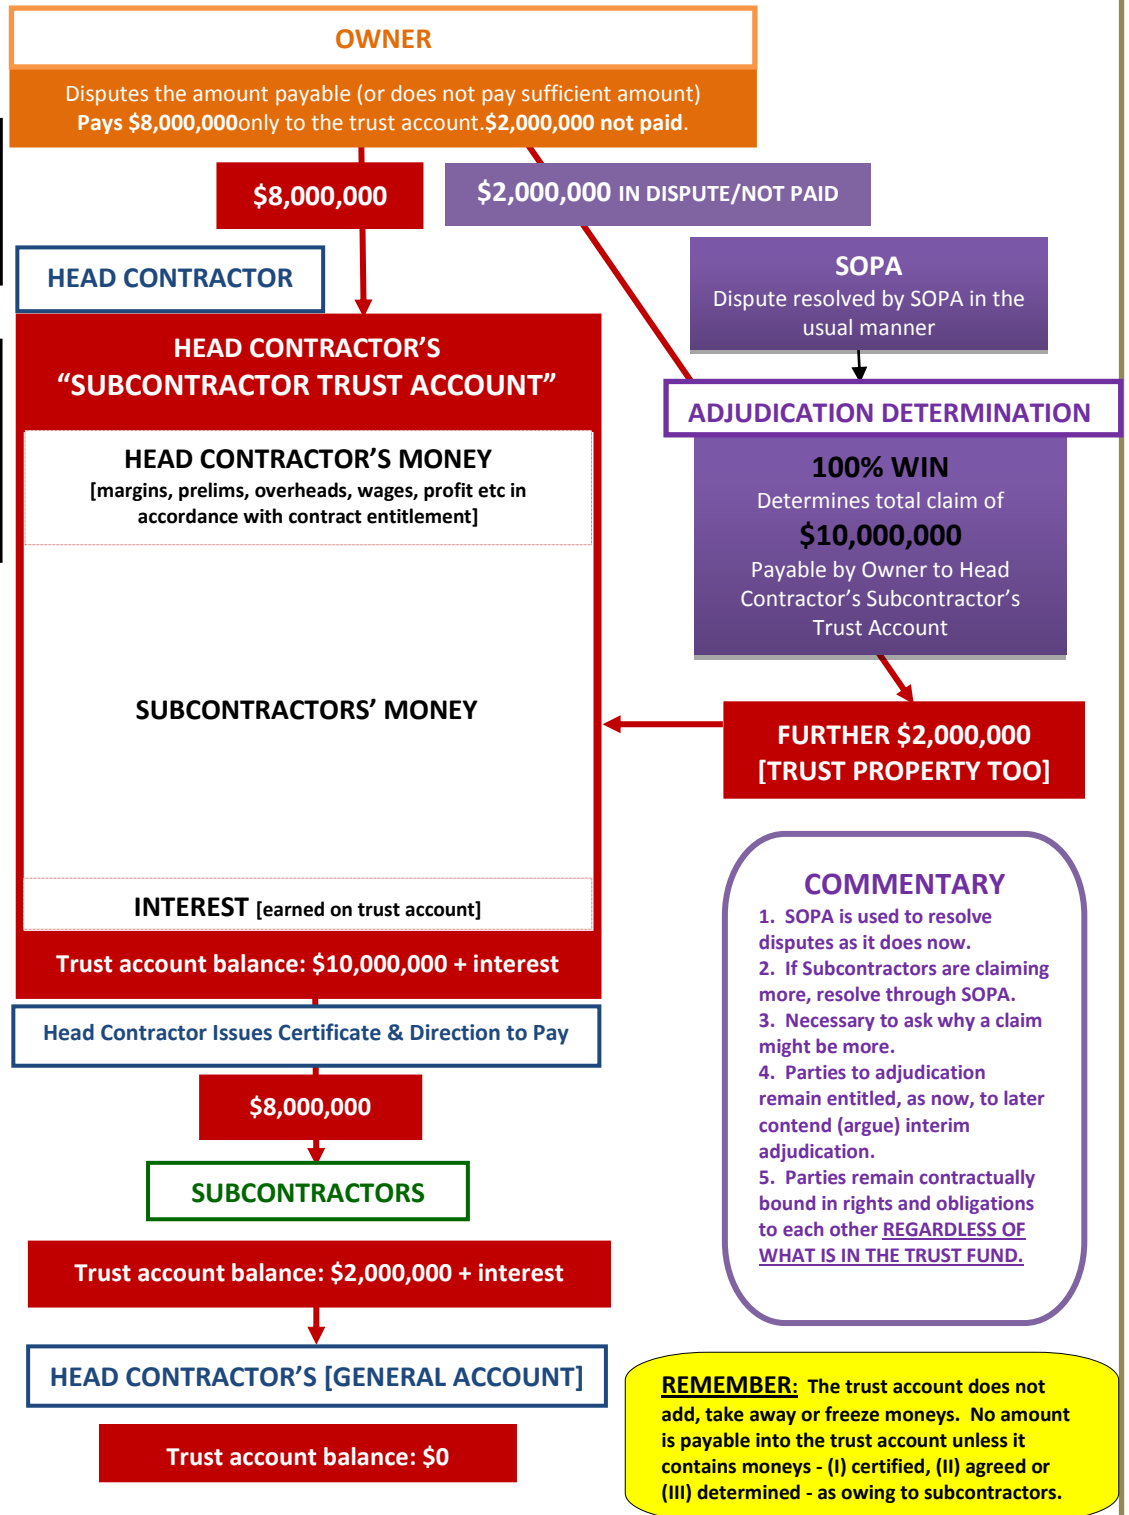 OWNER
Disputes the amount payable (or does not pay sufficient amount)
Pays $8,000,000only to the trust account.$2,000,000 not paid.
$8,000,000
$2,000,000 IN DISPUTE/NOT PAID
SOPA
Dispute resolved by SOPA in the
usual manner
HEAD CONTRACTOR
HEAD CONTRACTOR’S
“SUBCONTRACTOR TRUST ACCOUNT”
ADJUDICATION DETERMINATION
100% WIN
Determines total claim of
$10,000,000
Payable by Owner to Head
Contractor’s Subcontractor’s
Trust Account
HEAD CONTRACTOR’S MONEY
[margins, prelims, overheads, wages, profit etc in
accordance with contract entitlement]
SUBCONTRACTORS’ MONEY
FURTHER $2,000,000
[TRUST PROPERTY TOO]
INTEREST [earned on trust account]
Trust account balance: $10,000,000 + interest
Head Contractor Issues Certificate & Direction to Pay
$8,000,000
SUBCONTRACTORS
Trust account balance: $2,000,000 + interest
HEAD CONTRACTOR’S [GENERAL ACCOUNT]
Trust account balance: $0
COMMENTARY
1. SOPA is used to resolve
disputes as it does now.
2. If Subcontractors are claiming
more, resolve through SOPA.
3. Necessary to ask why a claim
might be more.
4. Parties to adjudication
remain entitled, as now, to later
contend (argue) interim
adjudication.
5. Parties remain contractually
bound in rights and obligations
to each other REGARDLESS OF
WHAT IS IN THE TRUST FUND.
REMEMBER: The trust account does not
add, take away or freeze moneys. No amount
is payable into the trust account unless it
contains moneys - (I) certified, (II) agreed or
(III) determined - as owing to subcontractors.